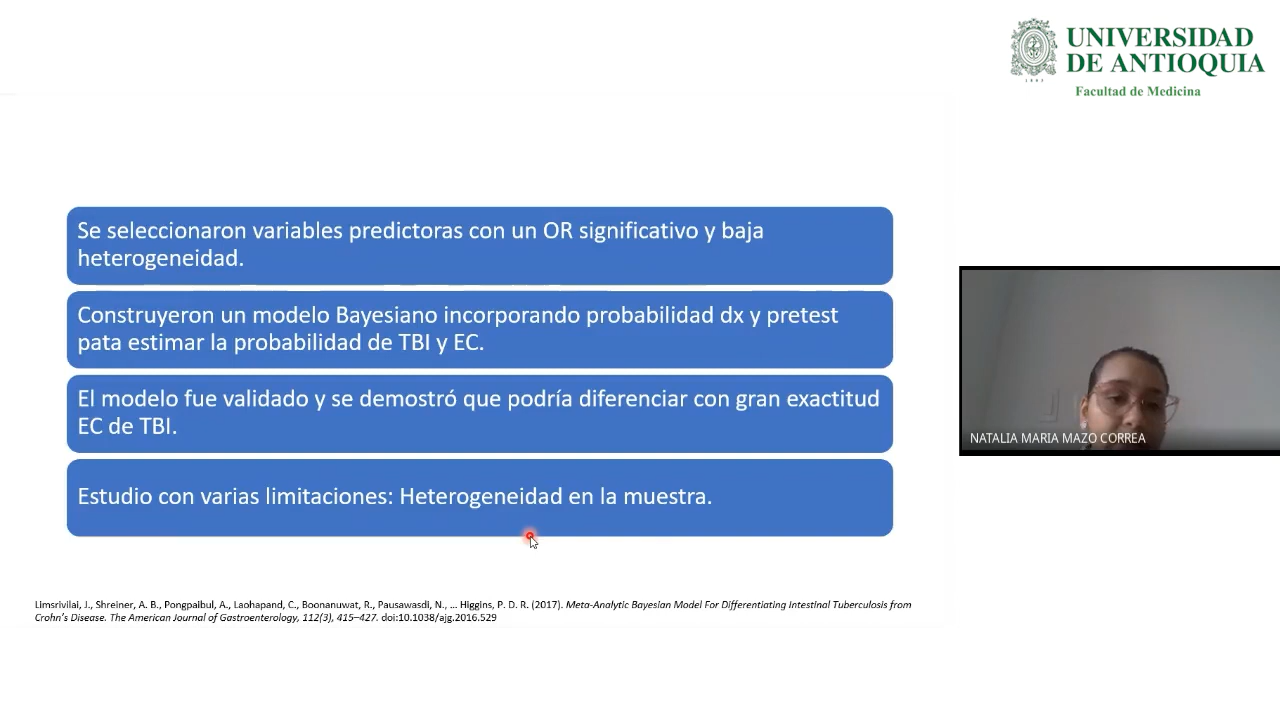 UNIVERSIDAD
DE ANTIOQUIA
1803
Facultad de Medicina
Se seleccionaron variables predictoras con un OR significativo y baja
heterogeneidad.
Construyeron un modelo Bayesiano incorporando probabilidad dx y pretest
pata estimar la probabilidad de TBI y EC.
El modelo fue validado y se demostró que podría diferenciar con gran exactitud
EC de TBI.
Estudio con varias limitaciones: Heterogeneidad en la muestra.
NATALIA MARIA MAZO CORREA
Limsrivilai, J., Shreiner, A. B., Pongpaibul, A., Laohapand, C., Boonanuwat, R., Pausawasdi, N., … Higgins, P. D. R. (2017). Meta-Analytic Bayesian Model For Differentiating Intestinal Tuberculosis from
Crohn's Disease. The American Journal of Gastroenterology, 112(3), 415–427. doi:10.1038/ajg.2016.529